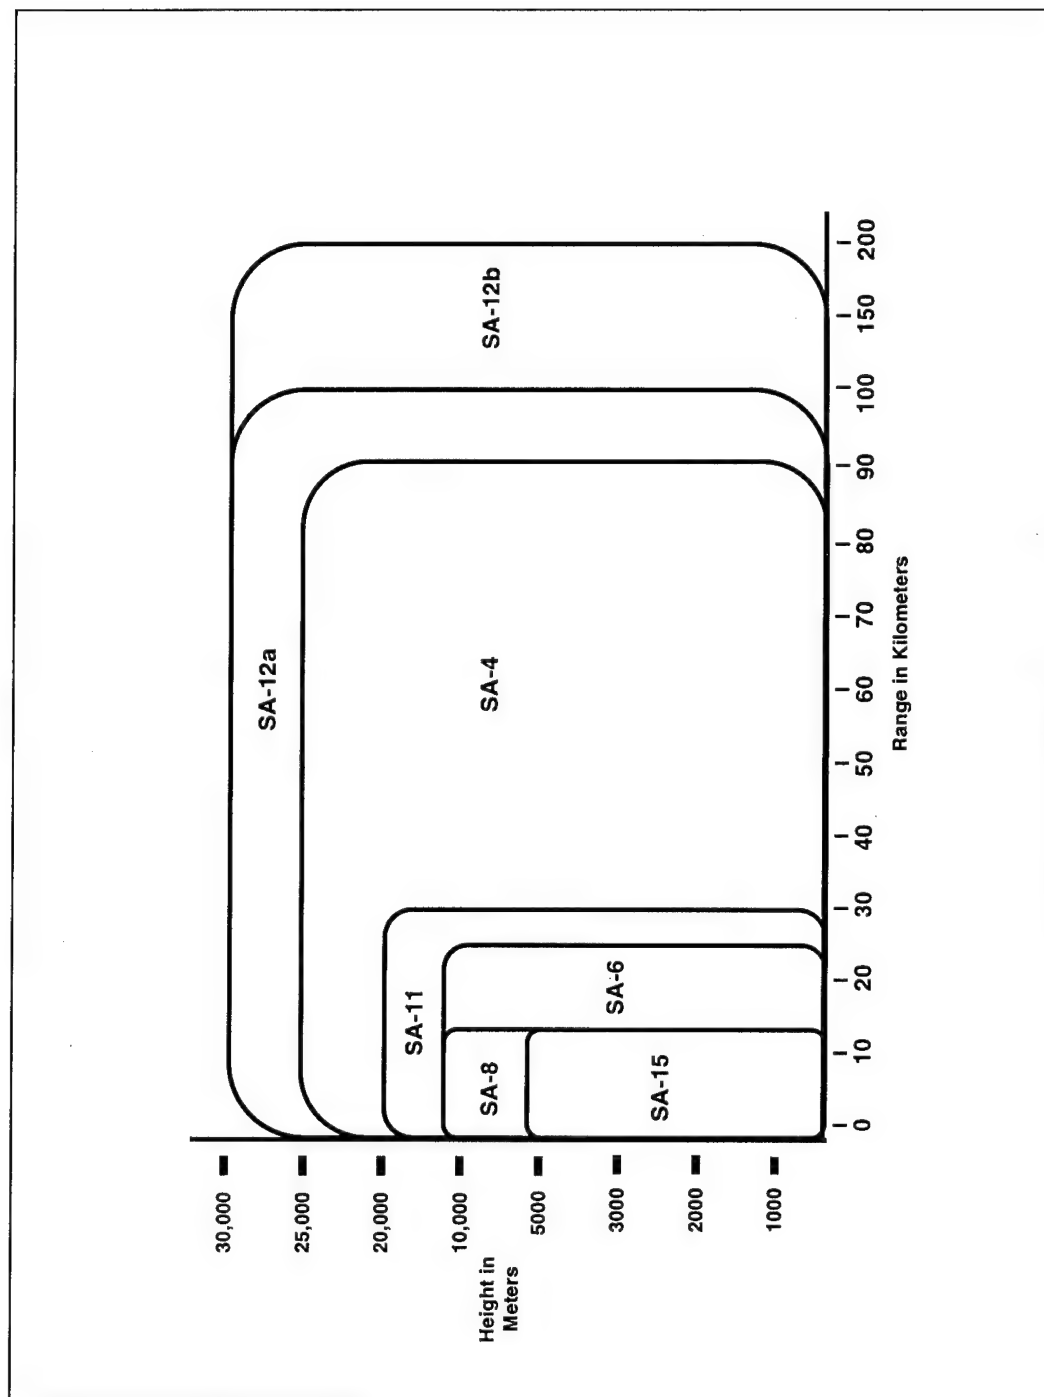 30,000
SA-12a
25,000
20,000
SA-11
10,000
Height in
Meters
SA-8
SA-4
SA-12b
5000
3000
SA-6
SA-15
2000
1000
0 10 20 30 40 50 60 70 80 90 100 150 200
Range in Kilometers